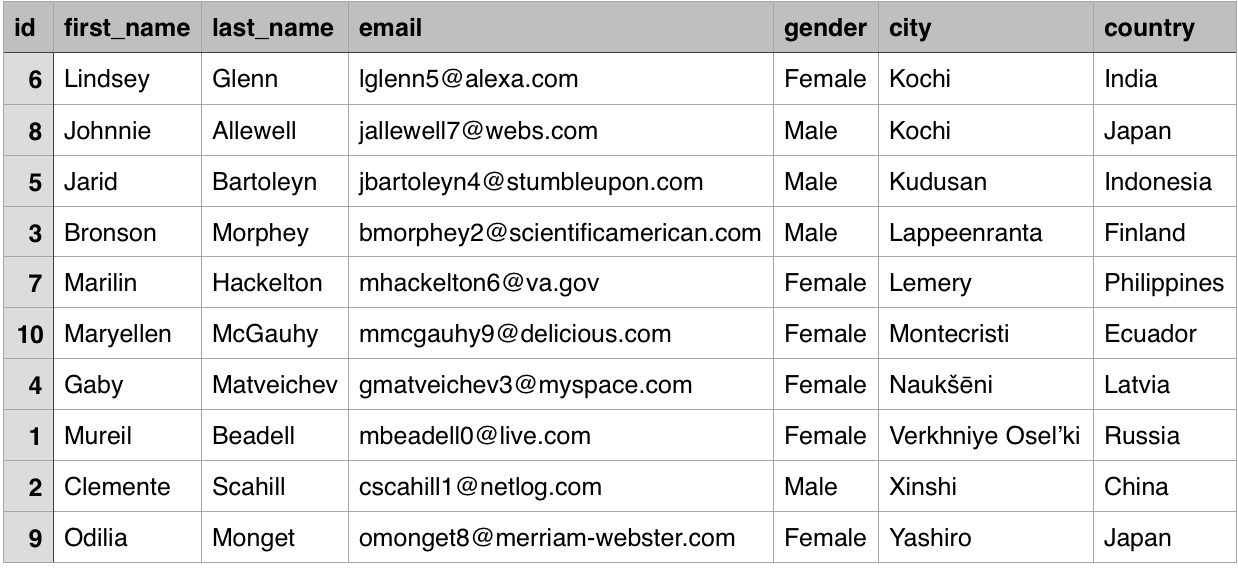 id first_name last_name email gender city country
6 Lindsey Glenn lglenn5@alexa.com Female Kochi India
8 Johnnie Allewell jallewell7@webs.com Male Kochi Japan
5 Jarid Bartoleyn jbartoleyn4@stumbleupon.com Male Kudusan Indonesia
3 Bronson Morphey bmorphey2@scientificamerican.com Male Lappeenranta Finland
7 Marilin Hackelton mhackelton6@va.gov Female Lemery Philippines
10 Maryellen McGauhy mmcgauhy9@delicious.com Female Montecristi Ecuador
4 Gaby Matveichev gmatveichev3@myspace.com Female Naukšēni Latvia
1 Mureil Beadell mbeadell0@live.com Female Verkhniye Osel’ki Russia
2 Clemente Scahill cscahill1@netlog.com Male Xinshi China
9 Odilia Monget omonget8@merriam-webster.com Female Yashiro Japan